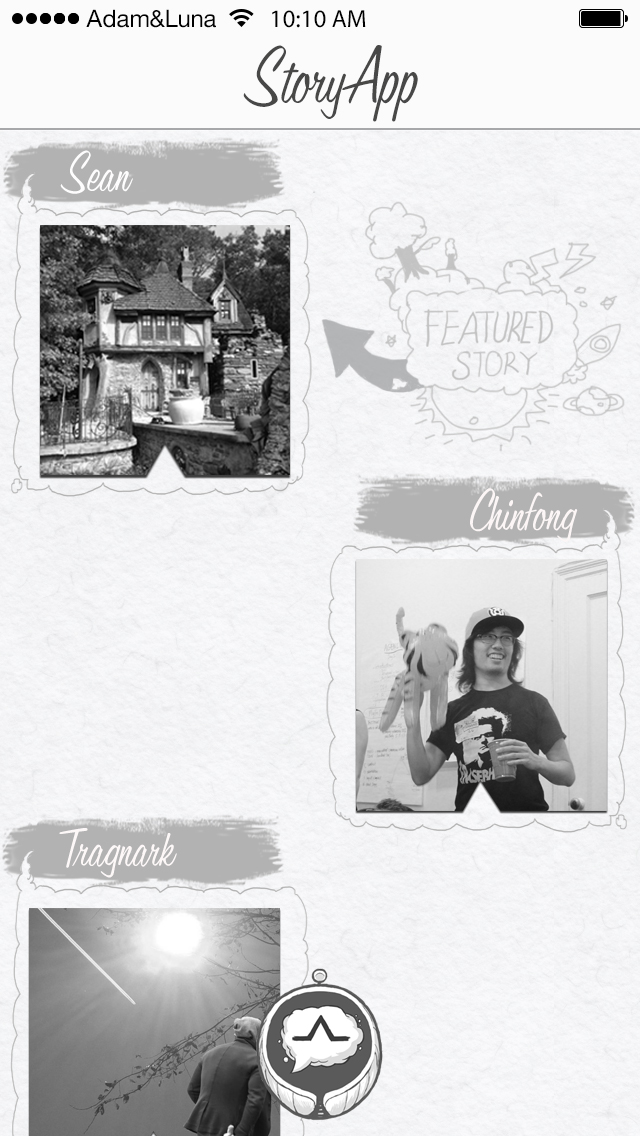 Adam&Luna 10:10 AM
StoryApp
Sean
FEATURED
STORY
Chinfong
Tragnark